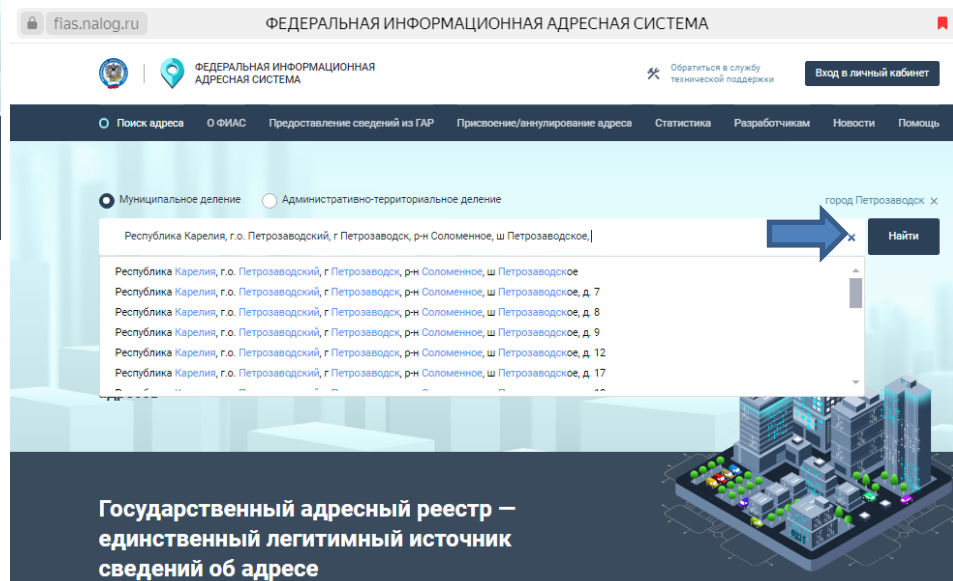 fias.nalog.ru
ФЕДЕРАЛЬНАЯ ИНФОРМАЦИОННАЯ АДРЕСНАЯ СИСТЕМА
ФЕДЕРАЛЬНАЯ ИНФОРМАЦИОННАЯ
АДРЕСНАЯ СИСТЕМА
Обратиться в службу
технической поддержки
Вход в личный кабинет
Поиск адреса О ФИАС Предоставление сведений из ГАР Присвоение/аннулирование адреса Статистика Разработчикам Новости Помощь
Муниципальное деление Административно-территориальное деление город Петрозаводск ×
Республика Карелия, г.о. Петрозаводский, г Петрозаводск, р-н Соломенное, ш Петрозаводское, × Найти
Республика Карелия, г.о. Петрозаводский, г Петрозаводск, р-н Соломенное, ш Петрозаводское
Республика Карелия, г.о. Петрозаводский, г Петрозаводск, р-н Соломенное, ш Петрозаводское, д. 7
Республика Карелия, г.о. Петрозаводский, г Петрозаводск, р-н Соломенное, ш Петрозаводское, д. 8
Республика Карелия, г.о. Петрозаводский, г Петрозаводск, р-н Соломенное, ш Петрозаводское, д. 9
Республика Карелия, г.о. Петрозаводский, г Петрозаводск, р-н Соломенное, ш Петрозаводское, д. 12
Республика Карелия, г.о. Петрозаводский, г Петрозаводск, р-н Соломенное, ш Петрозаводское, д. 17
Государственный адресный реестр —
единственный легитимный источник
сведений об адресе